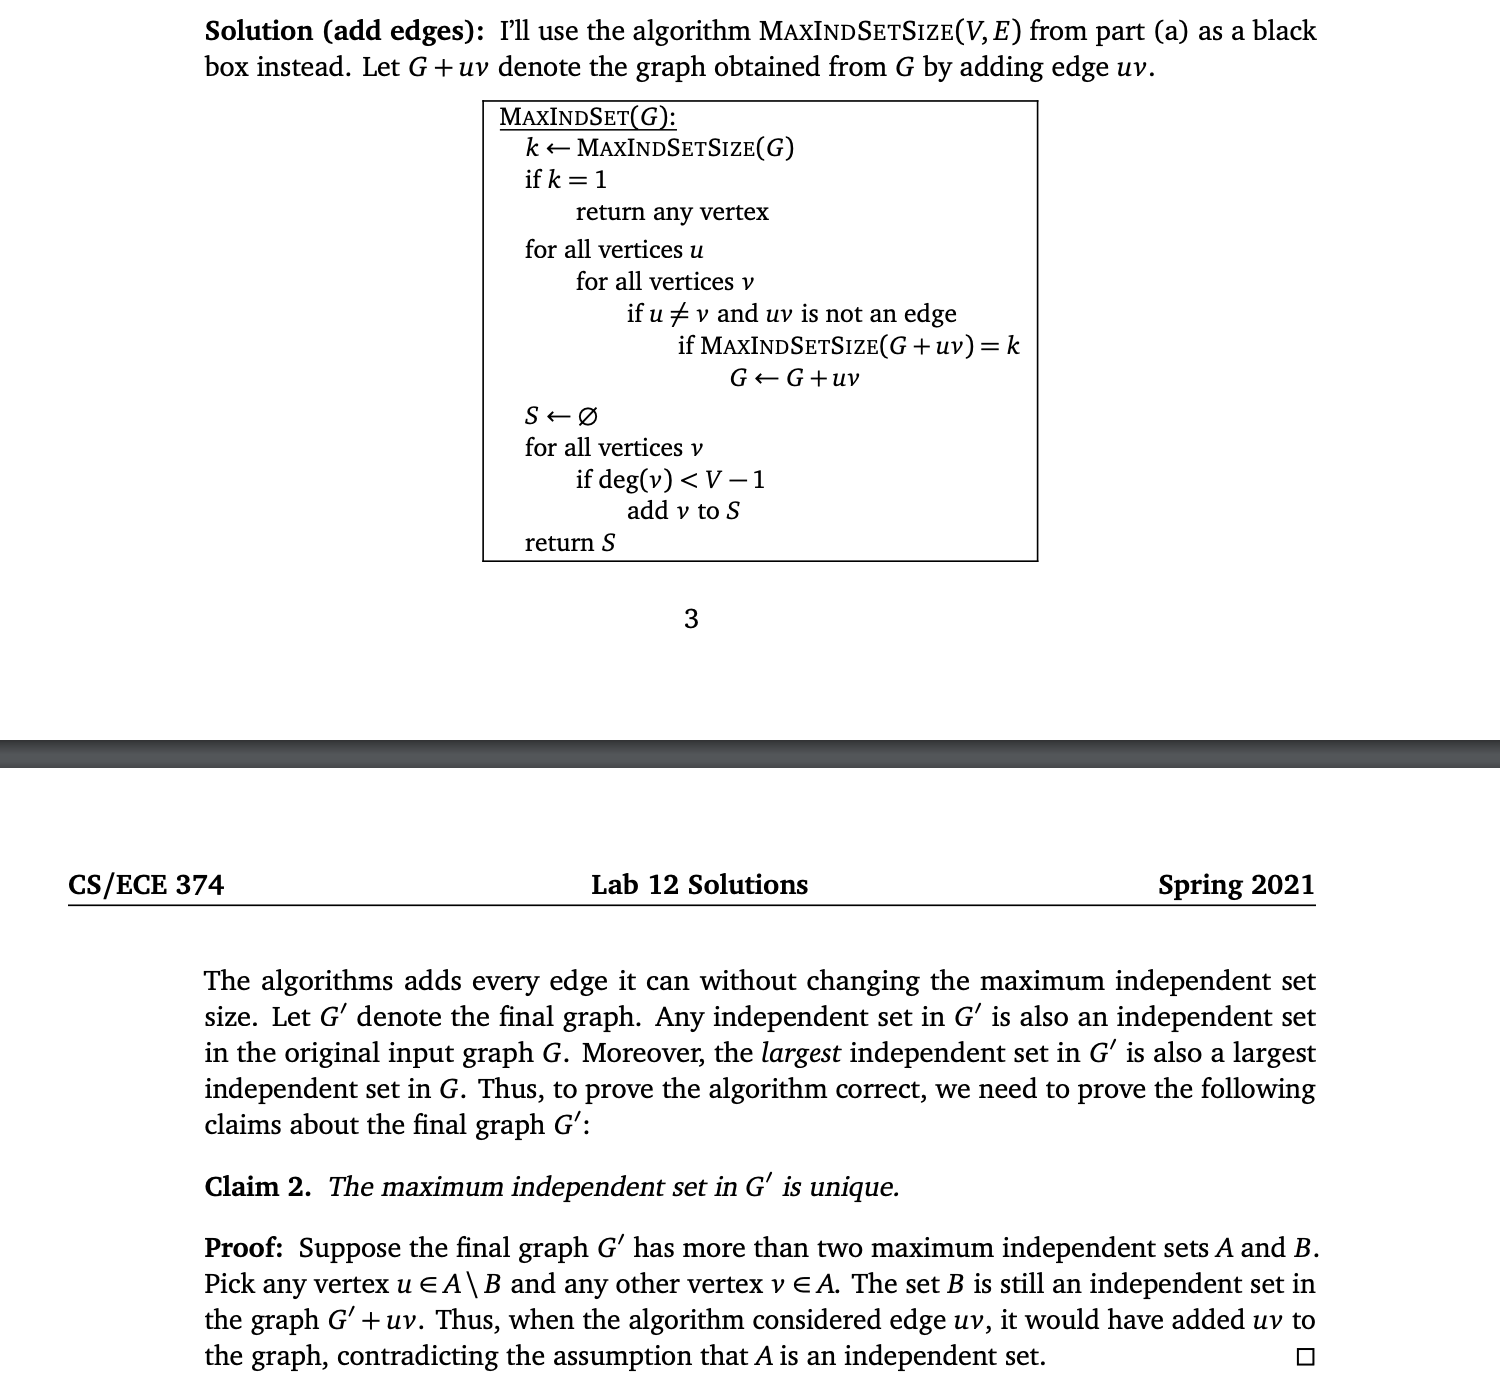 Solution (add edges): I’ll use the algorithm MAXINDSETSIZE(V, E) from part (a) as a black
box instead. Let G + uv denote the graph obtained from G by adding edge uv.
MAXINDSET(G):
k ← MAXINDSETSIZE(G)
if k = 1
return any vertex
for all vertices u
for all vertices v
if u ≠ v and uv is not an edge
if MAXINDSETSIZE(G + uv) = k
G ← G + uv
S ← ∅
for all vertices v
if deg(v) < V − 1
add v to S
return S
3
CS/ECE 374 Lab 12 Solutions Spring 2021
The algorithms adds every edge it can without changing the maximum independent set
size. Let G′ denote the final graph. Any independent set in G′ is also an independent set
in the original input graph G. Moreover, the largest independent set in G′ is also a largest
independent set in G. Thus, to prove the algorithm correct, we need to prove the following
claims about the final graph G′:
Claim 2. The maximum independent set in G′ is unique.
Proof: Suppose the final graph G′ has more than two maximum independent sets A and B.
Pick any vertex u ∈ A \ B and any other vertex v ∈ A. The set B is still an independent set in
the graph G′ + uv. Thus, when the algorithm considered edge uv, it would have added uv to
the graph, contradicting the assumption that A is an independent set. □